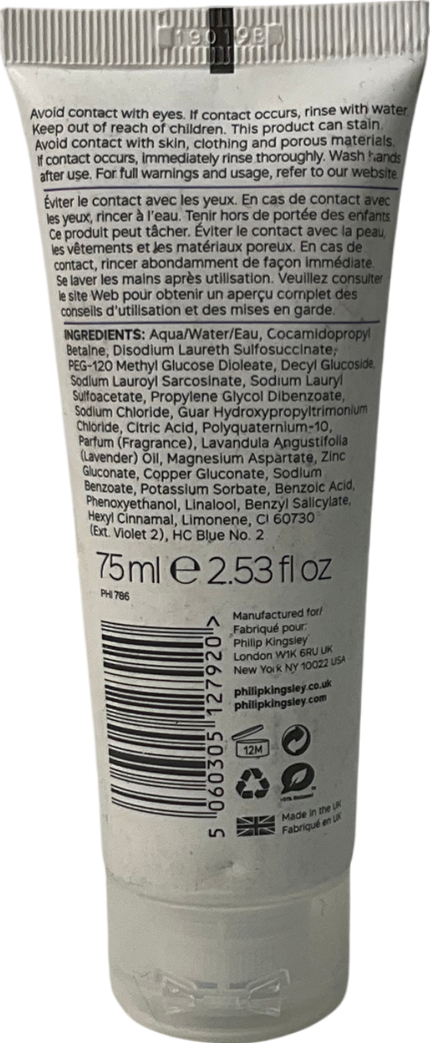 190198
Avoid contact with eyes. If contact occurs, rinse with water.
Keep out of reach of children. This product can stain.
Avoid contact with skin, clothing and porous materials.
If contact occurs, immediately rinse thoroughly. Wash hands
after use. For full warnings and usage, refer to our website.
Éviter le contact avec les yeux. En cas de contact avec
les yeux, rincer à l'eau. Tenir hors de portée des enfants.
Ce produit peut tâcher. Éviter le contact avec la peau,
les vêtements et les matériaux poreux. En cas de
contact, rincer abondamment de façon immédiate.
Se laver les mains après utilisation. Veuillez consulter
le site Web pour obtenir un aperçu complet des
conseils d'utilisation et des mises en garde.
INGREDIENTS: Aqua/Water/Eau, Cocamidopropyl
Betaine, Disodium Laureth Sulfosuccinate,
PEG-120 Methyl Glucose Dioleate, Decyl Glucoside,
Sodium Lauroyl Sarcosinate, Sodium Lauryl
Sulfoacetate, Propylene Glycol Dibenzoate,
Sodium Chloride, Guar Hydroxypropyltrimonium
Chloride, Citric Acid, Polyquaternium-10,
Parfum (Fragrance), Lavandula Angustifolia
(Lavender) Oil, Magnesium Aspartate, Zinc
Gluconate, Copper Gluconate, Sodium
Benzoate, Potassium Sorbate, Benzoic Acid,
Phenoxyethanol, Linalool, Benzyl Salicylate,
Hexyl Cinnamal, Limonene, CI 60730
(Ext. Violet 2), HC Blue No. 2
75ml e 2.53 fl oz
PHI 786
Manufactured for/
Fabriqué pour:
Philip Kingsley
London W1K 6RU UK
New York NY 10022 USA
philipkingsley.co.uk
philipkingsley.com
5 060305 127920 >
12M
Made in the UK
Fabriqué en UK